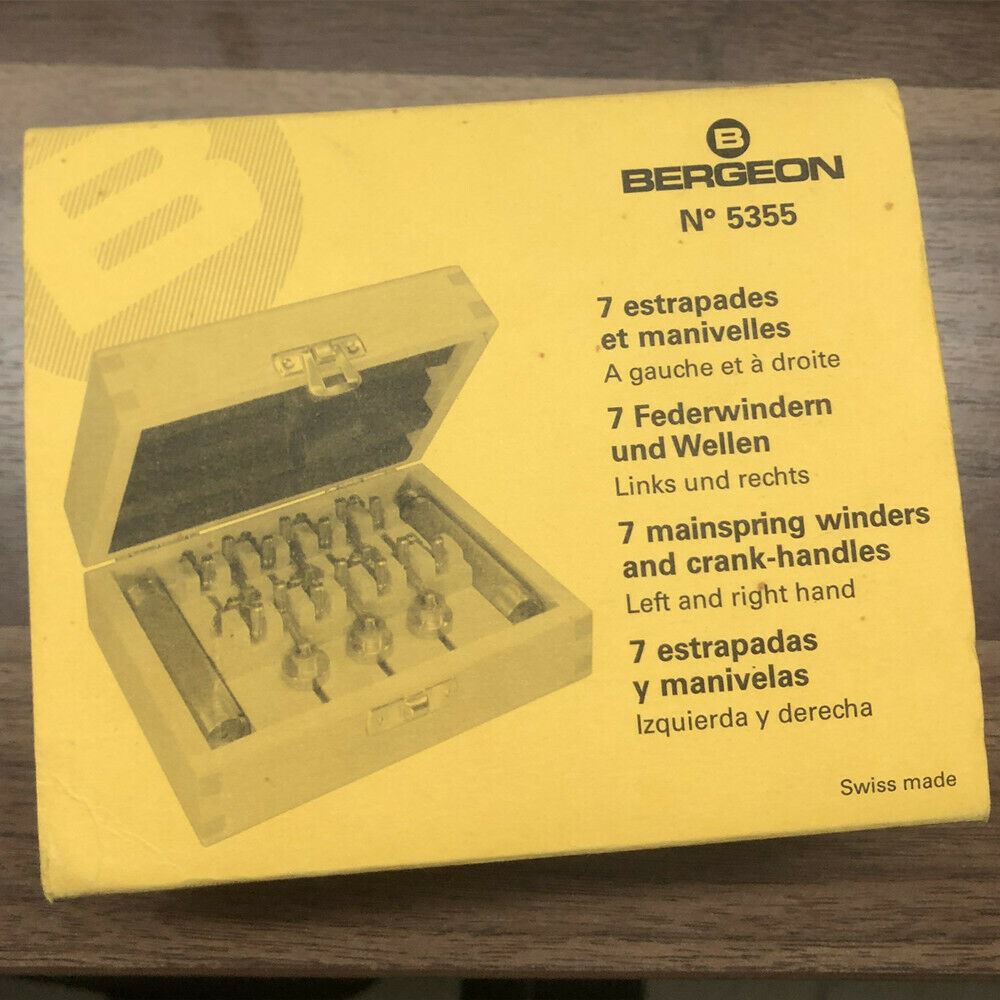 B
B
BERGEON
N° 5355
7 estrapades
et manivelles
A gauche et à droite
7 Federwindern
und Wellen
Links und rechts
7 mainspring winders
and crank-handles
Left and right hand
7 estrapadas
y manivelas
Izquierda y derecha
Swiss made